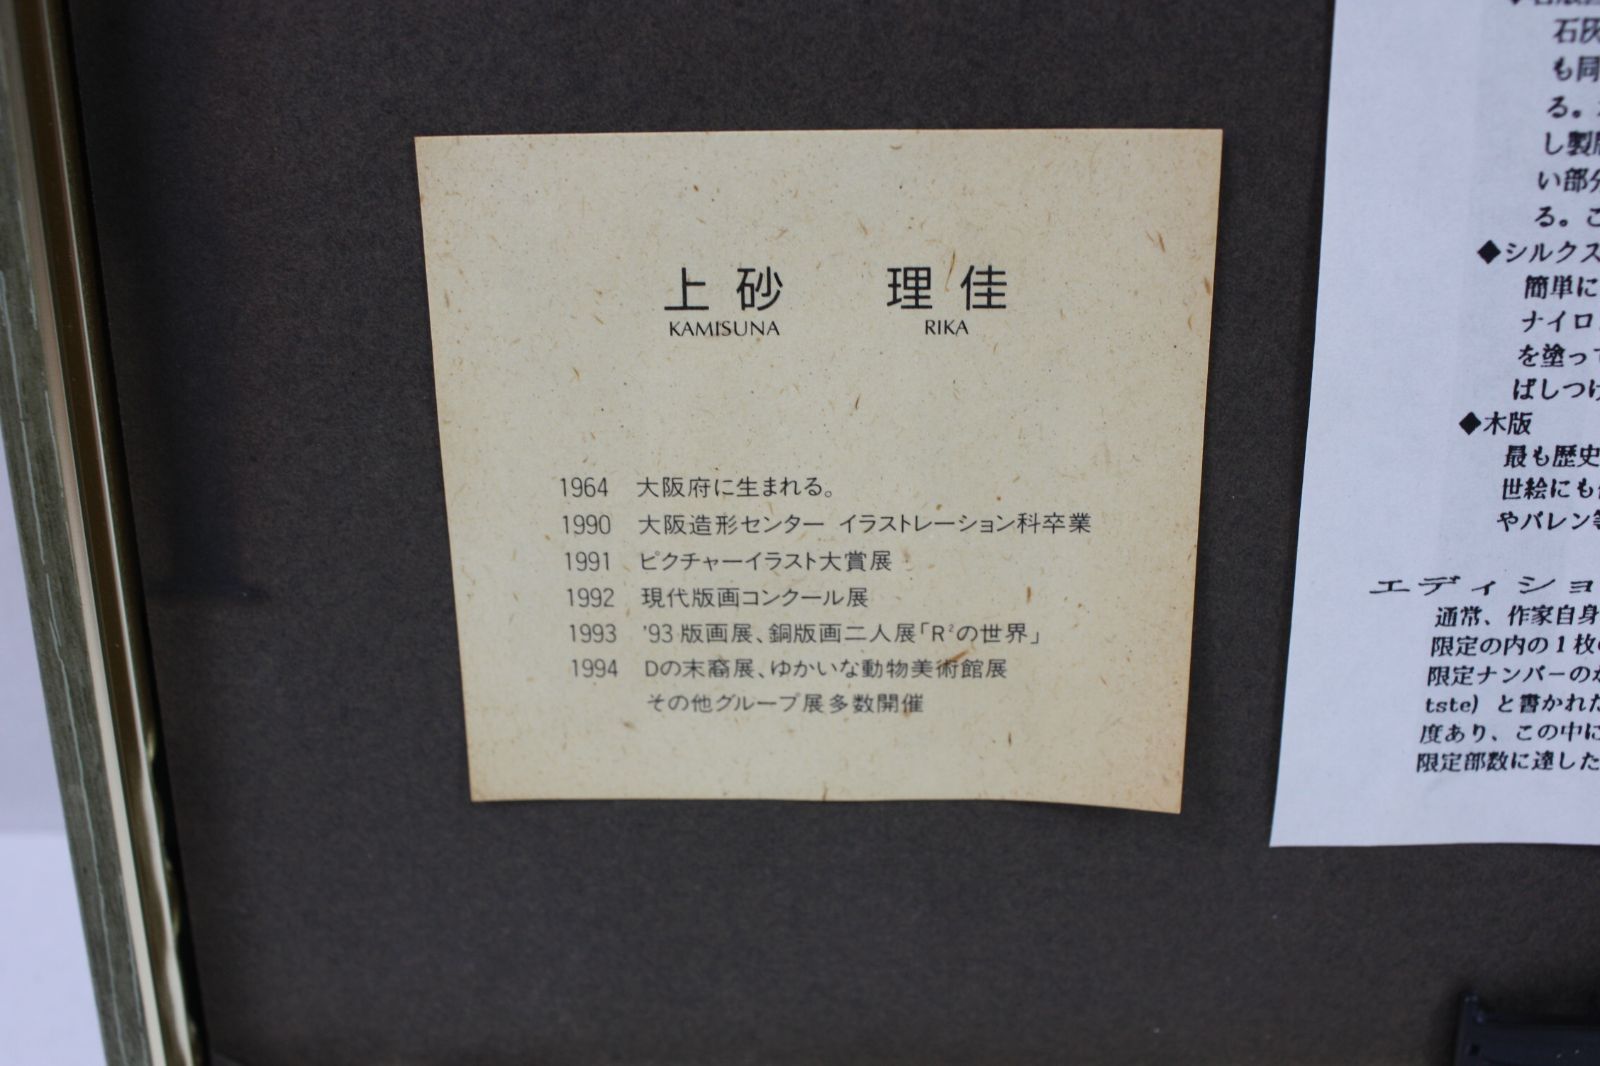 上砂 理佳
KAMISUNA RIKA
1964 大阪府に生まれる。
1990 大阪造形センター イラストレーション科卒業
1991 ピクチャーイラスト大賞展
1992 現代版画コンクール展
1993 '93版画展、銅版画二人展「R²の世界」
1994 Dの末裔展、ゆかいな動物美術館展
その他グループ展多数開催
石灰
も同
る。
し製版
い部分
る。こ
◆シルクス
簡単に
ナイロ
を塗って
ばしつけ
◆木版
最も歴史
世絵にも
やバレン等
エディショ
通常、作家自身
限定の内の1枚
限定ナンバーの
tste) と書かれた
度あり、この中に
限定部数に達した